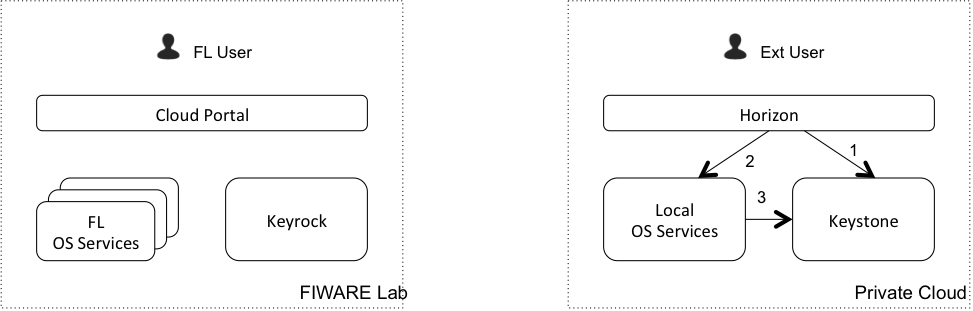 FL User
Cloud Portal
FL
OS Services
Keyrock
FIWARE Lab
Ext User
Horizon
2
1
Local
OS Services
3
Keystone
Private Cloud